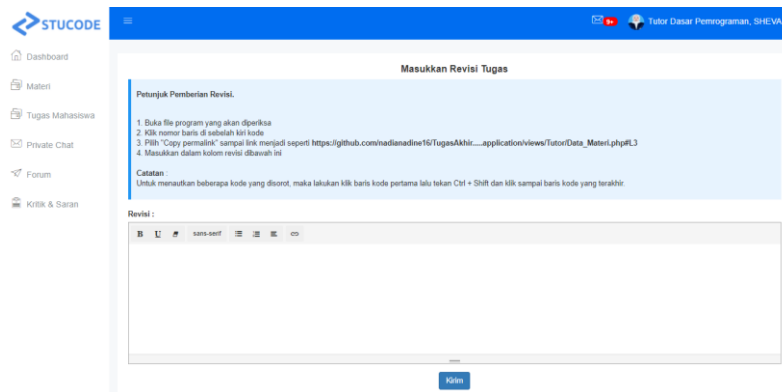 STUCODE
9+ Tutor Dasar Pemrograman, SHEVA
Dashboard
Materi
Tugas Mahasiswa
Private Chat
Forum
Kritik & Saran
Masukkan Revisi Tugas
Petunjuk Pemberian Revisi.
1. Buka file program yang akan diperiksa
2. Klik nomor baris di sebelah kiri kode
3. Pilih "Copy permalink" sampai link menjadi seperti https://github.com/nadianadine16/TugasAkhir.....application/views/Tutor/Data_Materi.php#L3
4. Masukkan dalam kolom revisi dibawah ini
Catatan :
Untuk menautkan beberapa kode yang disorot, maka lakukan klik baris kode pertama lalu tekan Ctrl + Shift dan klik sampai baris kode yang terakhir.
Revisi :
B U sans-serif
Kirim